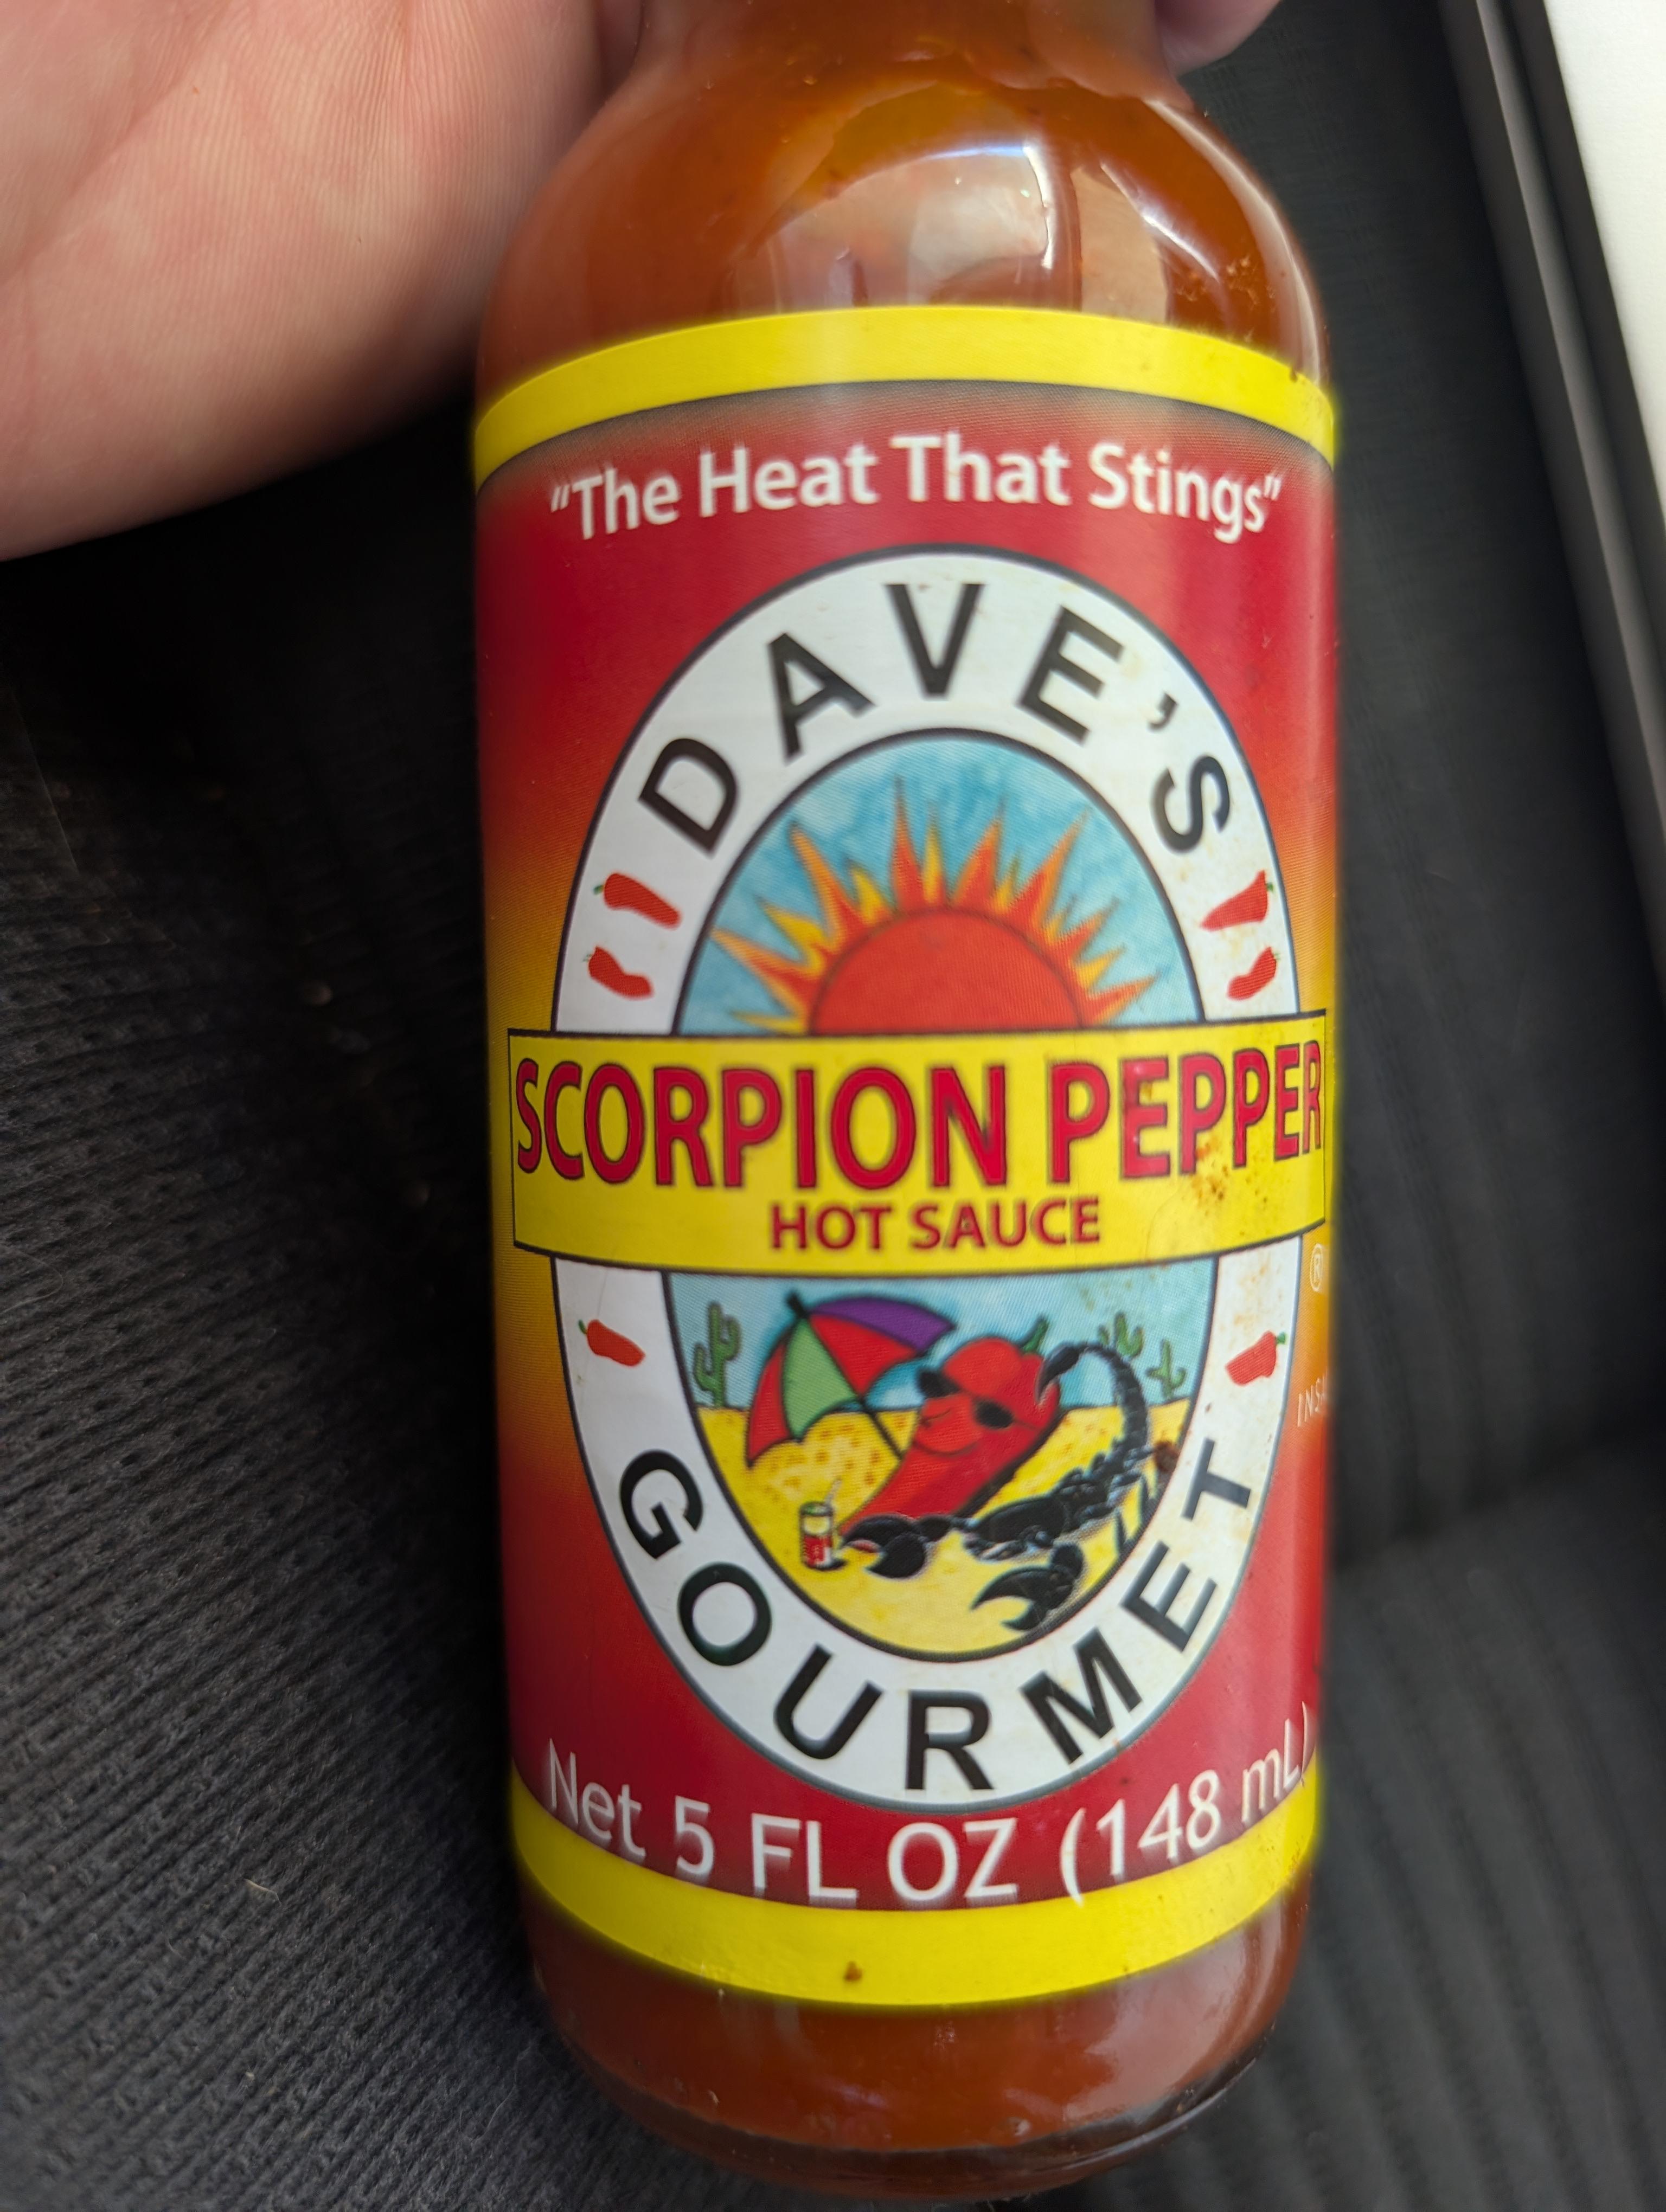 "The Heat That Stings"
DAVE'S
SCORPION PEPPER
HOT SAUCE
®
GOURMET
Net 5 FL OZ (148 mL)